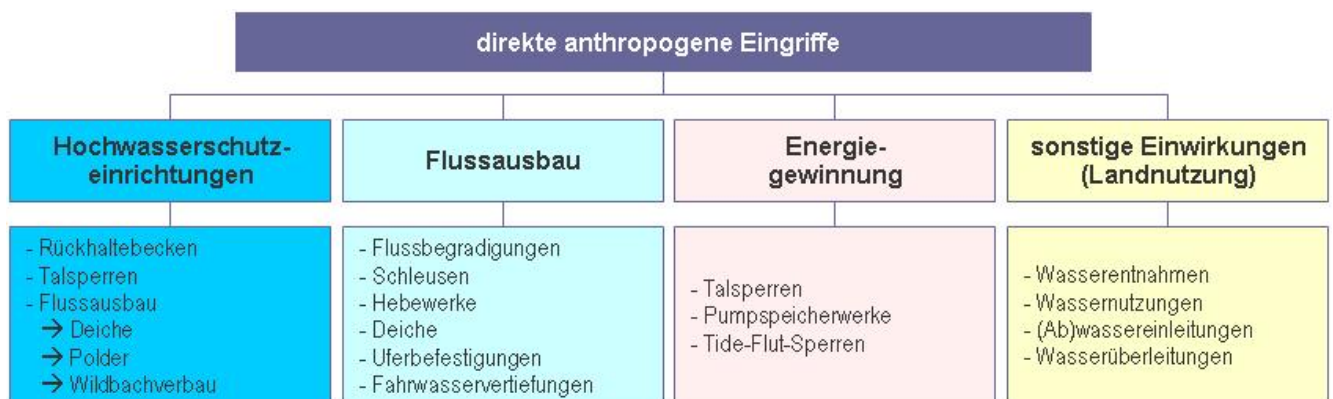 direkte anthropogene Eingriffe
Hochwasserschutz-
einrichtungen
- Rückhaltebecken
- Talsperren
- Flussausbau
→ Deiche
→ Polder
→ Wildbachverbau
Flussausbau
- Flussbegradigungen
- Schleusen
- Hebewerke
- Deiche
- Uferbefestigungen
- Fahrwasservertiefungen
Energie-
gewinnung
- Talsperren
- Pumpspeicherwerke
- Tide-Flut-Sperren
sonstige Einwirkungen
(Landnutzung)
- Wasserentnahmen
- Wassernutzungen
- (Ab)wassereinleitungen
- Wasserüberleitungen